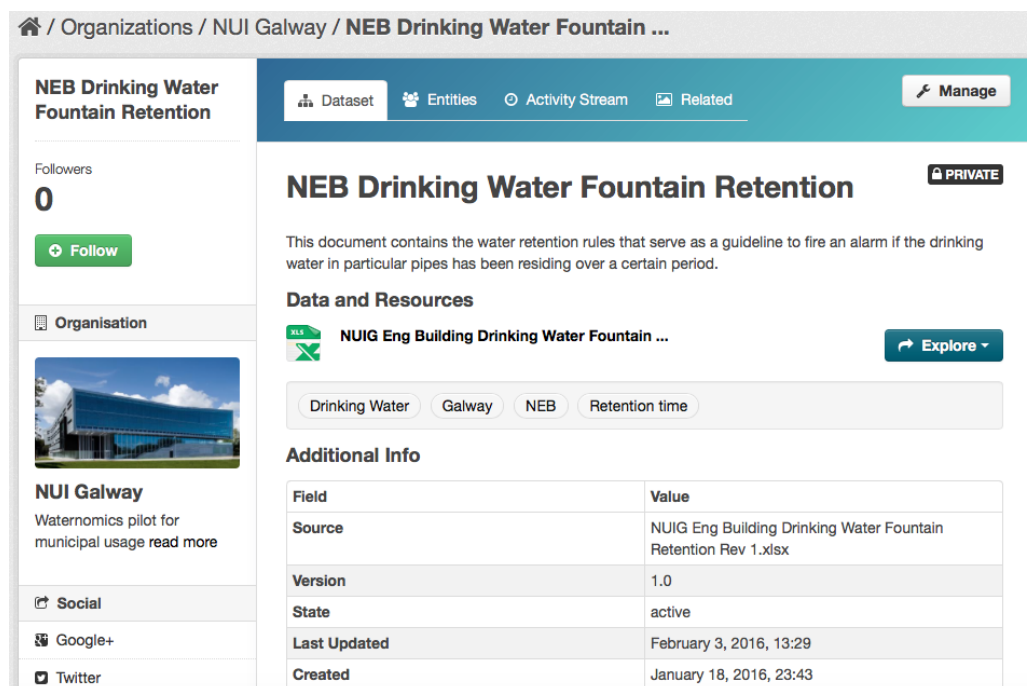 / Organizations / NUI Galway / NEB Drinking Water Fountain ...
NEB Drinking Water
Fountain Retention
Followers
0
Follow
Organisation
NUI Galway
Waternomics pilot for
municipal usage read more
Social
Google+
Twitter
Dataset
Entities
Activity Stream
Related
Manage
NEB Drinking Water Fountain Retention
PRIVATE
This document contains the water retention rules that serve as a guideline to fire an alarm if the drinking
water in particular pipes has been residing over a certain period.
Data and Resources
XLS
NUIG Eng Building Drinking Water Fountain ...
Explore
Drinking Water
Galway
NEB
Retention time
Additional Info
Field Value
Source NUIG Eng Building Drinking Water Fountain
Retention Rev 1.xlsx
Version 1.0
State active
Last Updated February 3, 2016, 13:29
Created January 18, 2016, 23:43